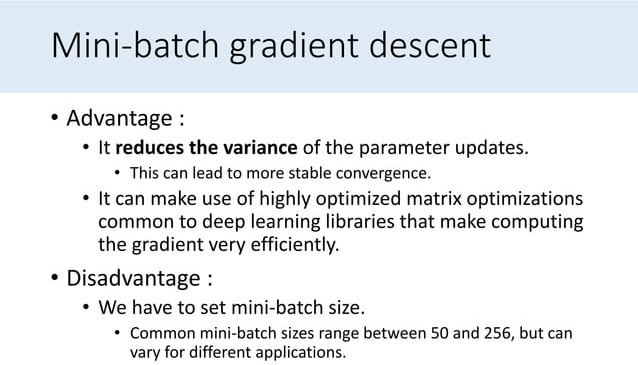 Mini-batch gradient descent
• Advantage :
• It reduces the variance of the parameter updates.
• This can lead to more stable convergence.
• It can make use of highly optimized matrix optimizations
common to deep learning libraries that make computing
the gradient very efficiently.
• Disadvantage :
• We have to set mini-batch size.
• Common mini-batch sizes range between 50 and 256, but can
vary for different applications.